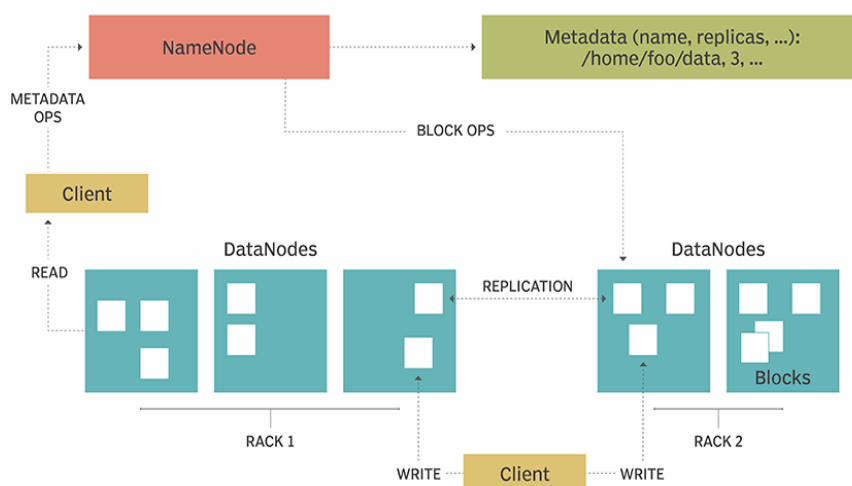 NameNode
Metadata (name, replicas, ...):
/home/foo/data, 3, ...
METADATA
OPS
BLOCK OPS
Client
DataNodes
DataNodes
READ
REPLICATION
Blocks
RACK 1
RACK 2
WRITE
Client
WRITE